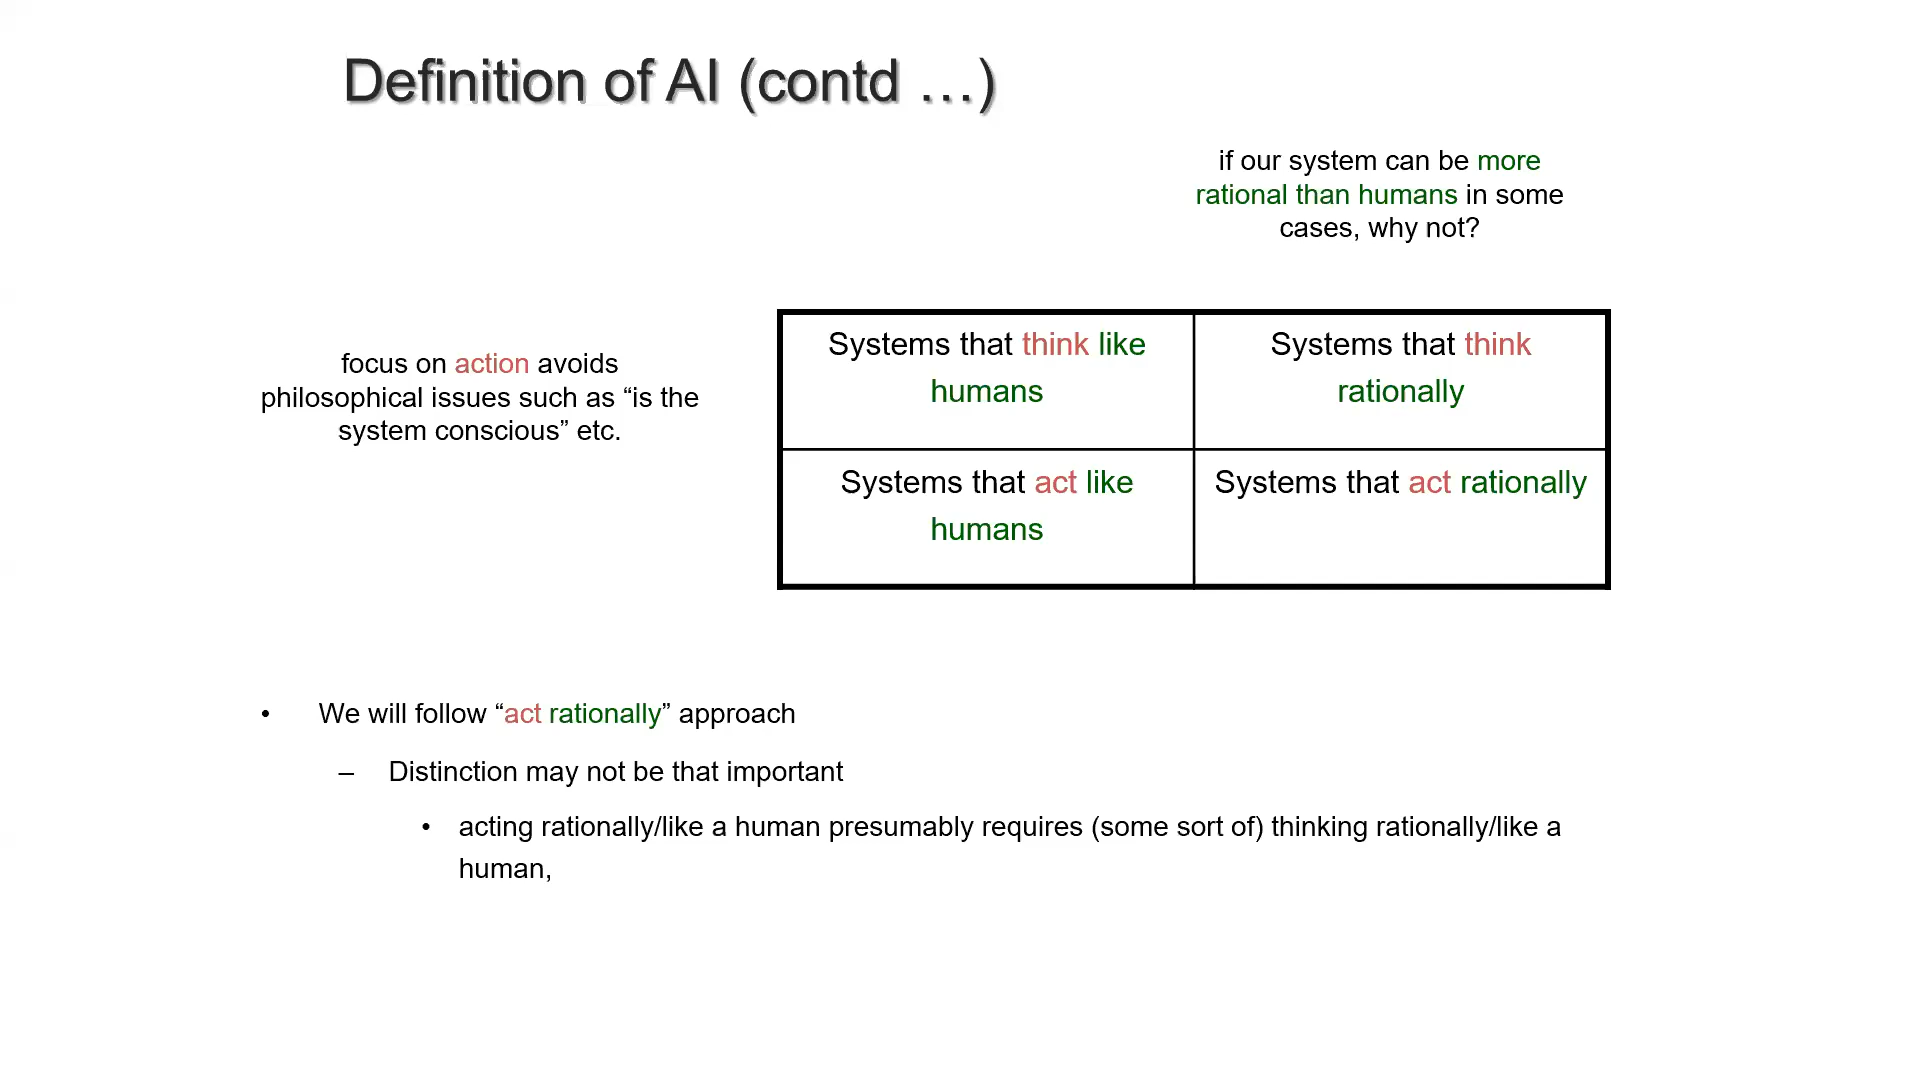 Definition of AI (contd …)
if our system can be more
rational than humans in some
cases, why not?
focus on action avoids
philosophical issues such as “is the
system conscious” etc.
Systems that think like
humans
Systems that think
rationally
Systems that act like
humans
Systems that act rationally
• We will follow “act rationally” approach
– Distinction may not be that important
• acting rationally/like a human presumably requires (some sort of) thinking rationally/like a
human,